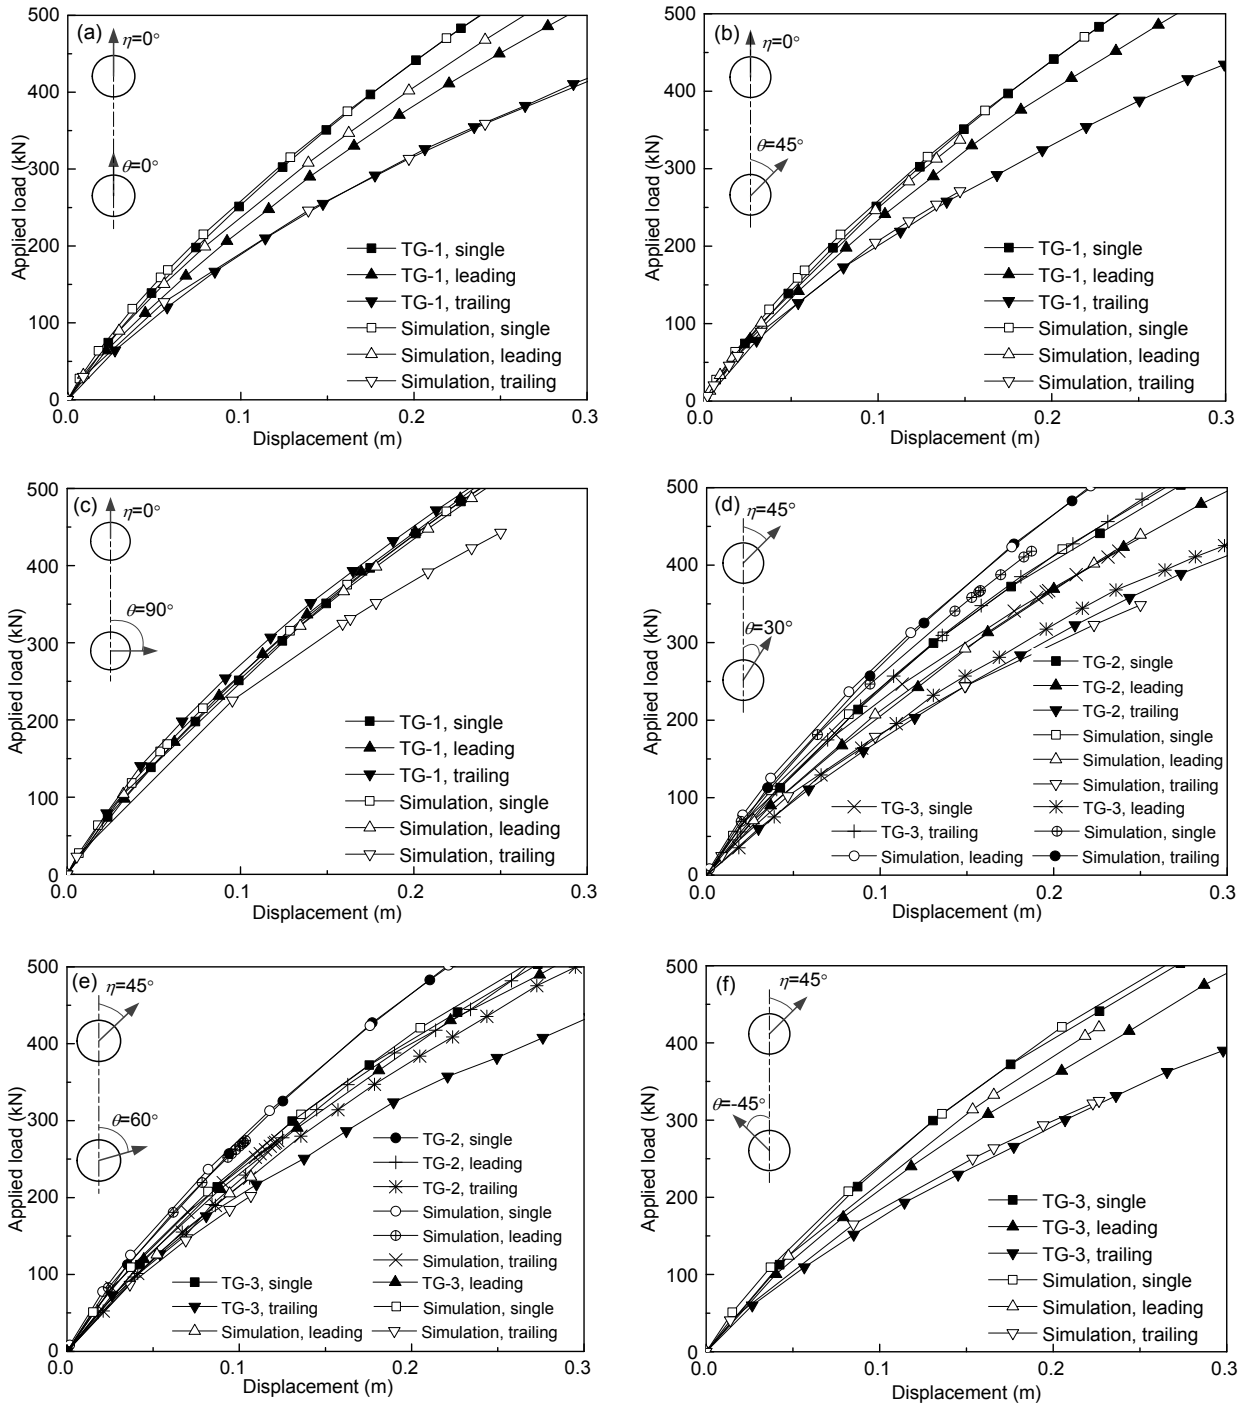 (a)
η=0°
θ=0°
500
400
300
200
100
0
Applied load (kN)
TG-1, single
TG-1, leading
TG-1, trailing
Simulation, single
Simulation, leading
Simulation, trailing
0.0 0.1 0.2 0.3
Displacement (m)
(b)
η=0°
θ=45°
500
400
300
200
100
0
Applied load (kN)
TG-1, single
TG-1, leading
TG-1, trailing
Simulation, single
Simulation, leading
Simulation, trailing
0.0 0.1 0.2 0.3
Displacement (m)
(c)
η=0°
θ=90°
500
400
300
200
100
0
Applied load (kN)
TG-1, single
TG-1, leading
TG-1, trailing
Simulation, single
Simulation, leading
Simulation, trailing
0.0 0.1 0.2 0.3
Displacement (m)
(d)
η=45°
θ=30°
500
400
300
200
100
0
Applied load (kN)
TG-2, single
TG-2, leading
TG-2, trailing
Simulation, single
Simulation, leading
Simulation, trailing
TG-3, single TG-3, leading
TG-3, trailing Simulation, single
Simulation, leading Simulation, trailing
0.0 0.1 0.2 0.3
Displacement (m)
(e)
η=45°
θ=60°
500
400
300
200
100
0
Applied load (kN)
TG-2, single
TG-2, leading
TG-2, trailing
Simulation, single
Simulation, leading
Simulation, trailing
TG-3, single TG-3, leading
TG-3, trailing Simulation, single
Simulation, leading Simulation, trailing
0.0 0.1 0.2 0.3
Displacement (m)
(f)
η=45°
θ=-45°
500
400
300
200
100
0
Applied load (kN)
TG-3, single
TG-3, leading
TG-3, trailing
Simulation, single
Simulation, leading
Simulation, trailing
0.0 0.1 0.2 0.3
Displacement (m)